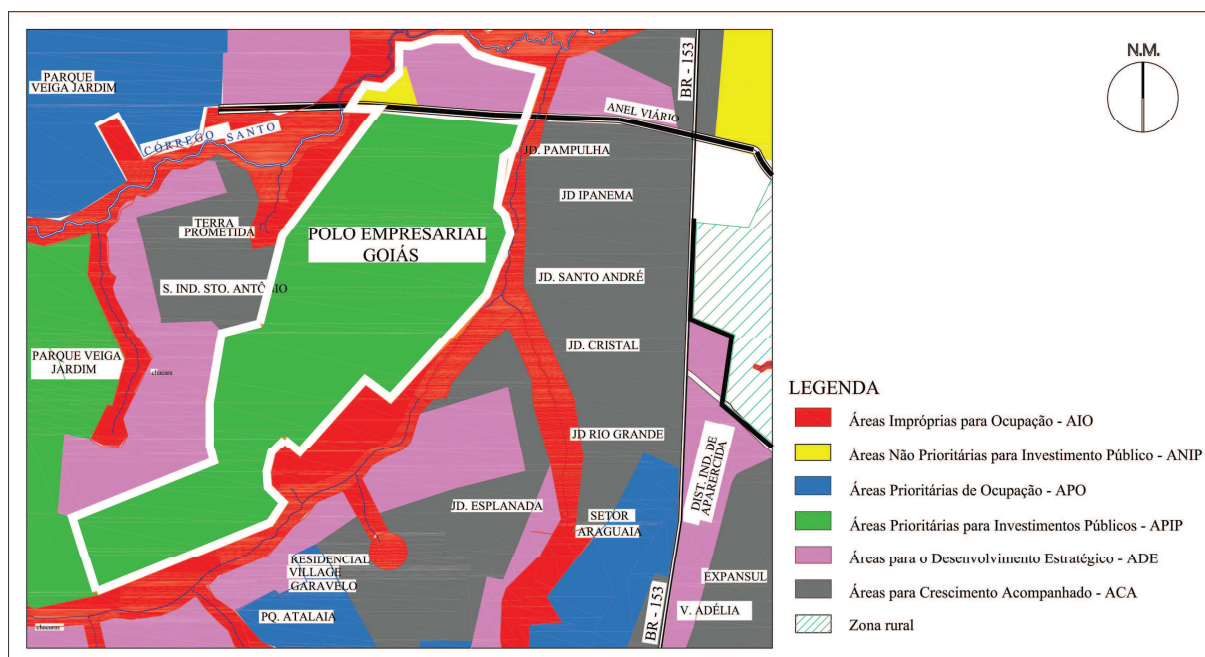 N.M.
PARQUE
VEIGA JARDIM
BR - 153
ANEL VIÁRIO
CÓRREGO SANTO
JD. PAMPULHA
JD IPANEMA
TERRA
PROMETIDA
POLO EMPRESARIAL
GOIÁS
S. IND. STO. ANTÔNIO
JD. SANTO ANDRÉ
JD. CRISTAL
PARQUE VEIGA
JARDIM
chacara
JD RIO GRANDE
DIST. IND. DE
APARERCIDA
JD. ESPLANADA
SETOR
ARAGUAIA
RESIDENCIAL
VILLAGE
GARAVELO
EXPANSUL
PQ. ATALAIA
V. ADÉLIA
BR - 153
chacaras
LEGENDA
Áreas Impróprias para Ocupação - AIO
Áreas Não Prioritárias para Investimento Público - ANIP
Áreas Prioritárias de Ocupação - APO
Áreas Prioritárias para Investimentos Públicos - APIP
Áreas para o Desenvolvimento Estratégico - ADE
Áreas para Crescimento Acompanhado - ACA
Zona rural